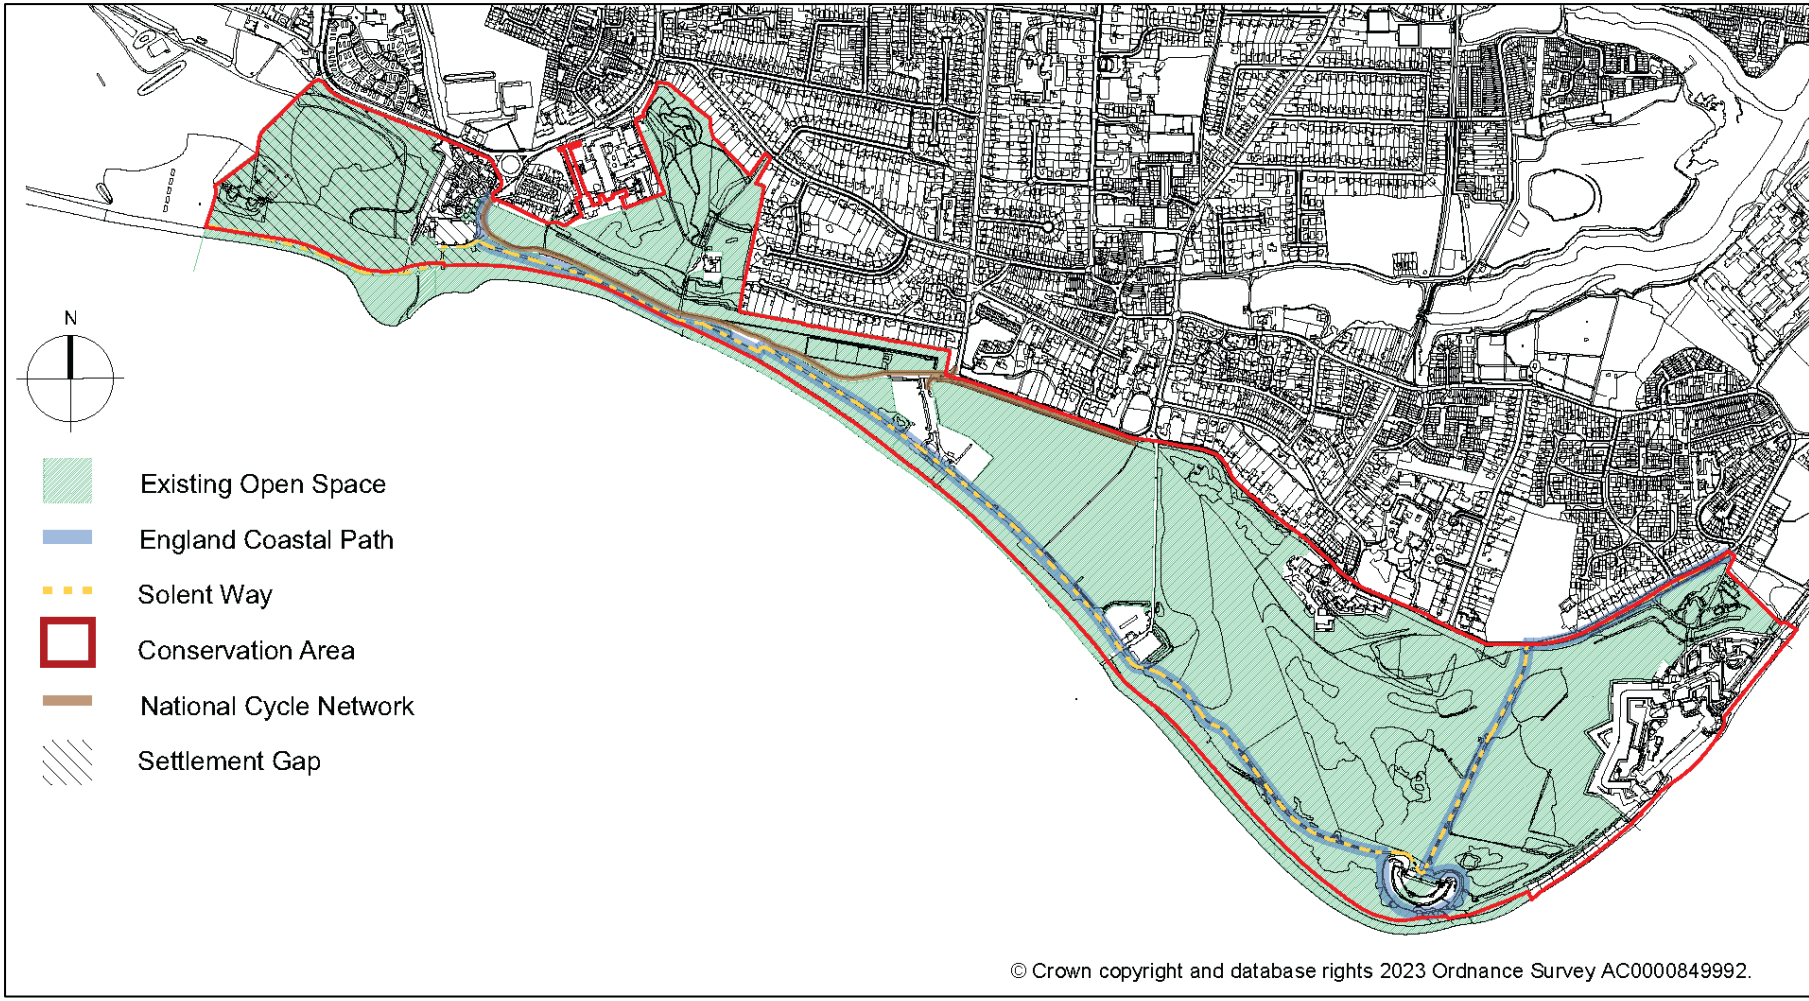 N
Existing Open Space
England Coastal Path
Solent Way
Conservation Area
National Cycle Network
Settlement Gap
© Crown copyright and database rights 2023 Ordnance Survey AC0000849992.